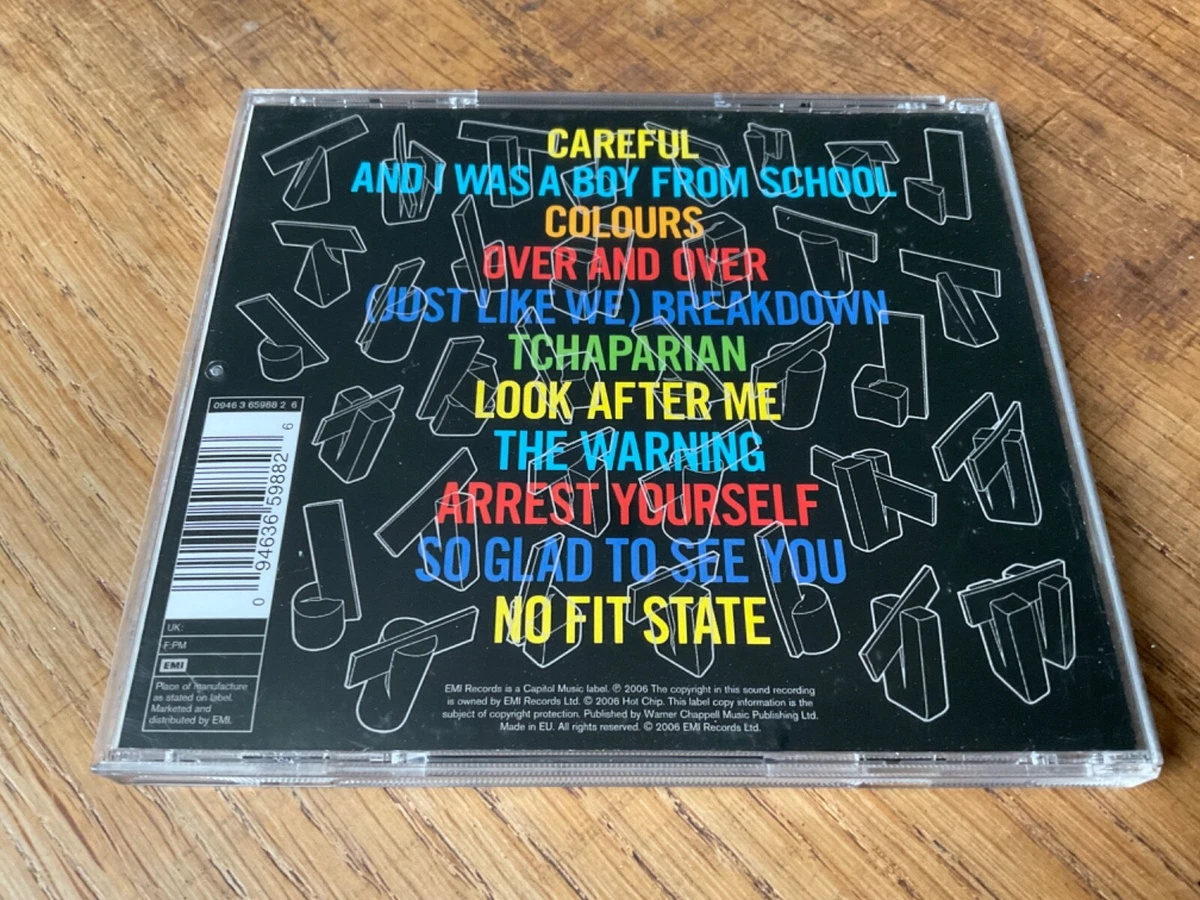 CAREFUL
AND I WAS A BOY FROM SCHOOL
COLOURS
OVER AND OVER
(JUST LIKE WE) BREAKDOWN
TCHAPARIAN
LOOK AFTER ME
THE WARNING
ARREST YOURSELF
SO GLAD TO SEE YOU
NO FIT STATE
0946 3 65988 2 6
0 94636 59882 6
UK:
F:PM
EMI
Place of manufacture
as stated on label.
Marketed and
distributed by EMI.
EMI Records is a Capitol Music label. ℗ 2006 The copyright in this sound recording
is owned by EMI Records Ltd. © 2006 Hot Chip. This label copy information is the
subject of copyright protection. Published by Warner Chappell Music Publishing Ltd.
Made in EU. All rights reserved. © 2006 EMI Records Ltd.